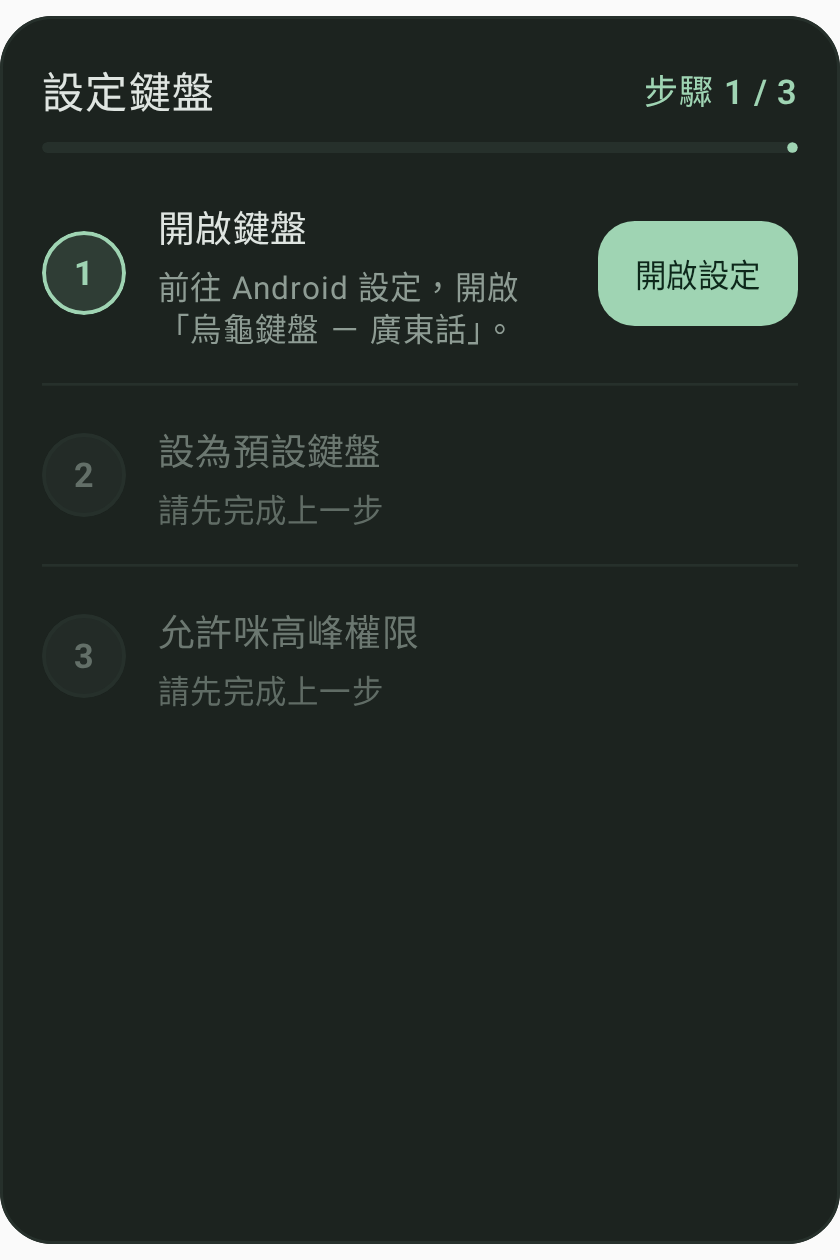 設定鍵盤
步驟 1 / 3
1
開啟鍵盤
前往 Android 設定，開啟
「烏龜鍵盤 — 廣東話」。
開啟設定
2
設為預設鍵盤
請先完成上一步
3
允許咪高峰權限
請先完成上一步